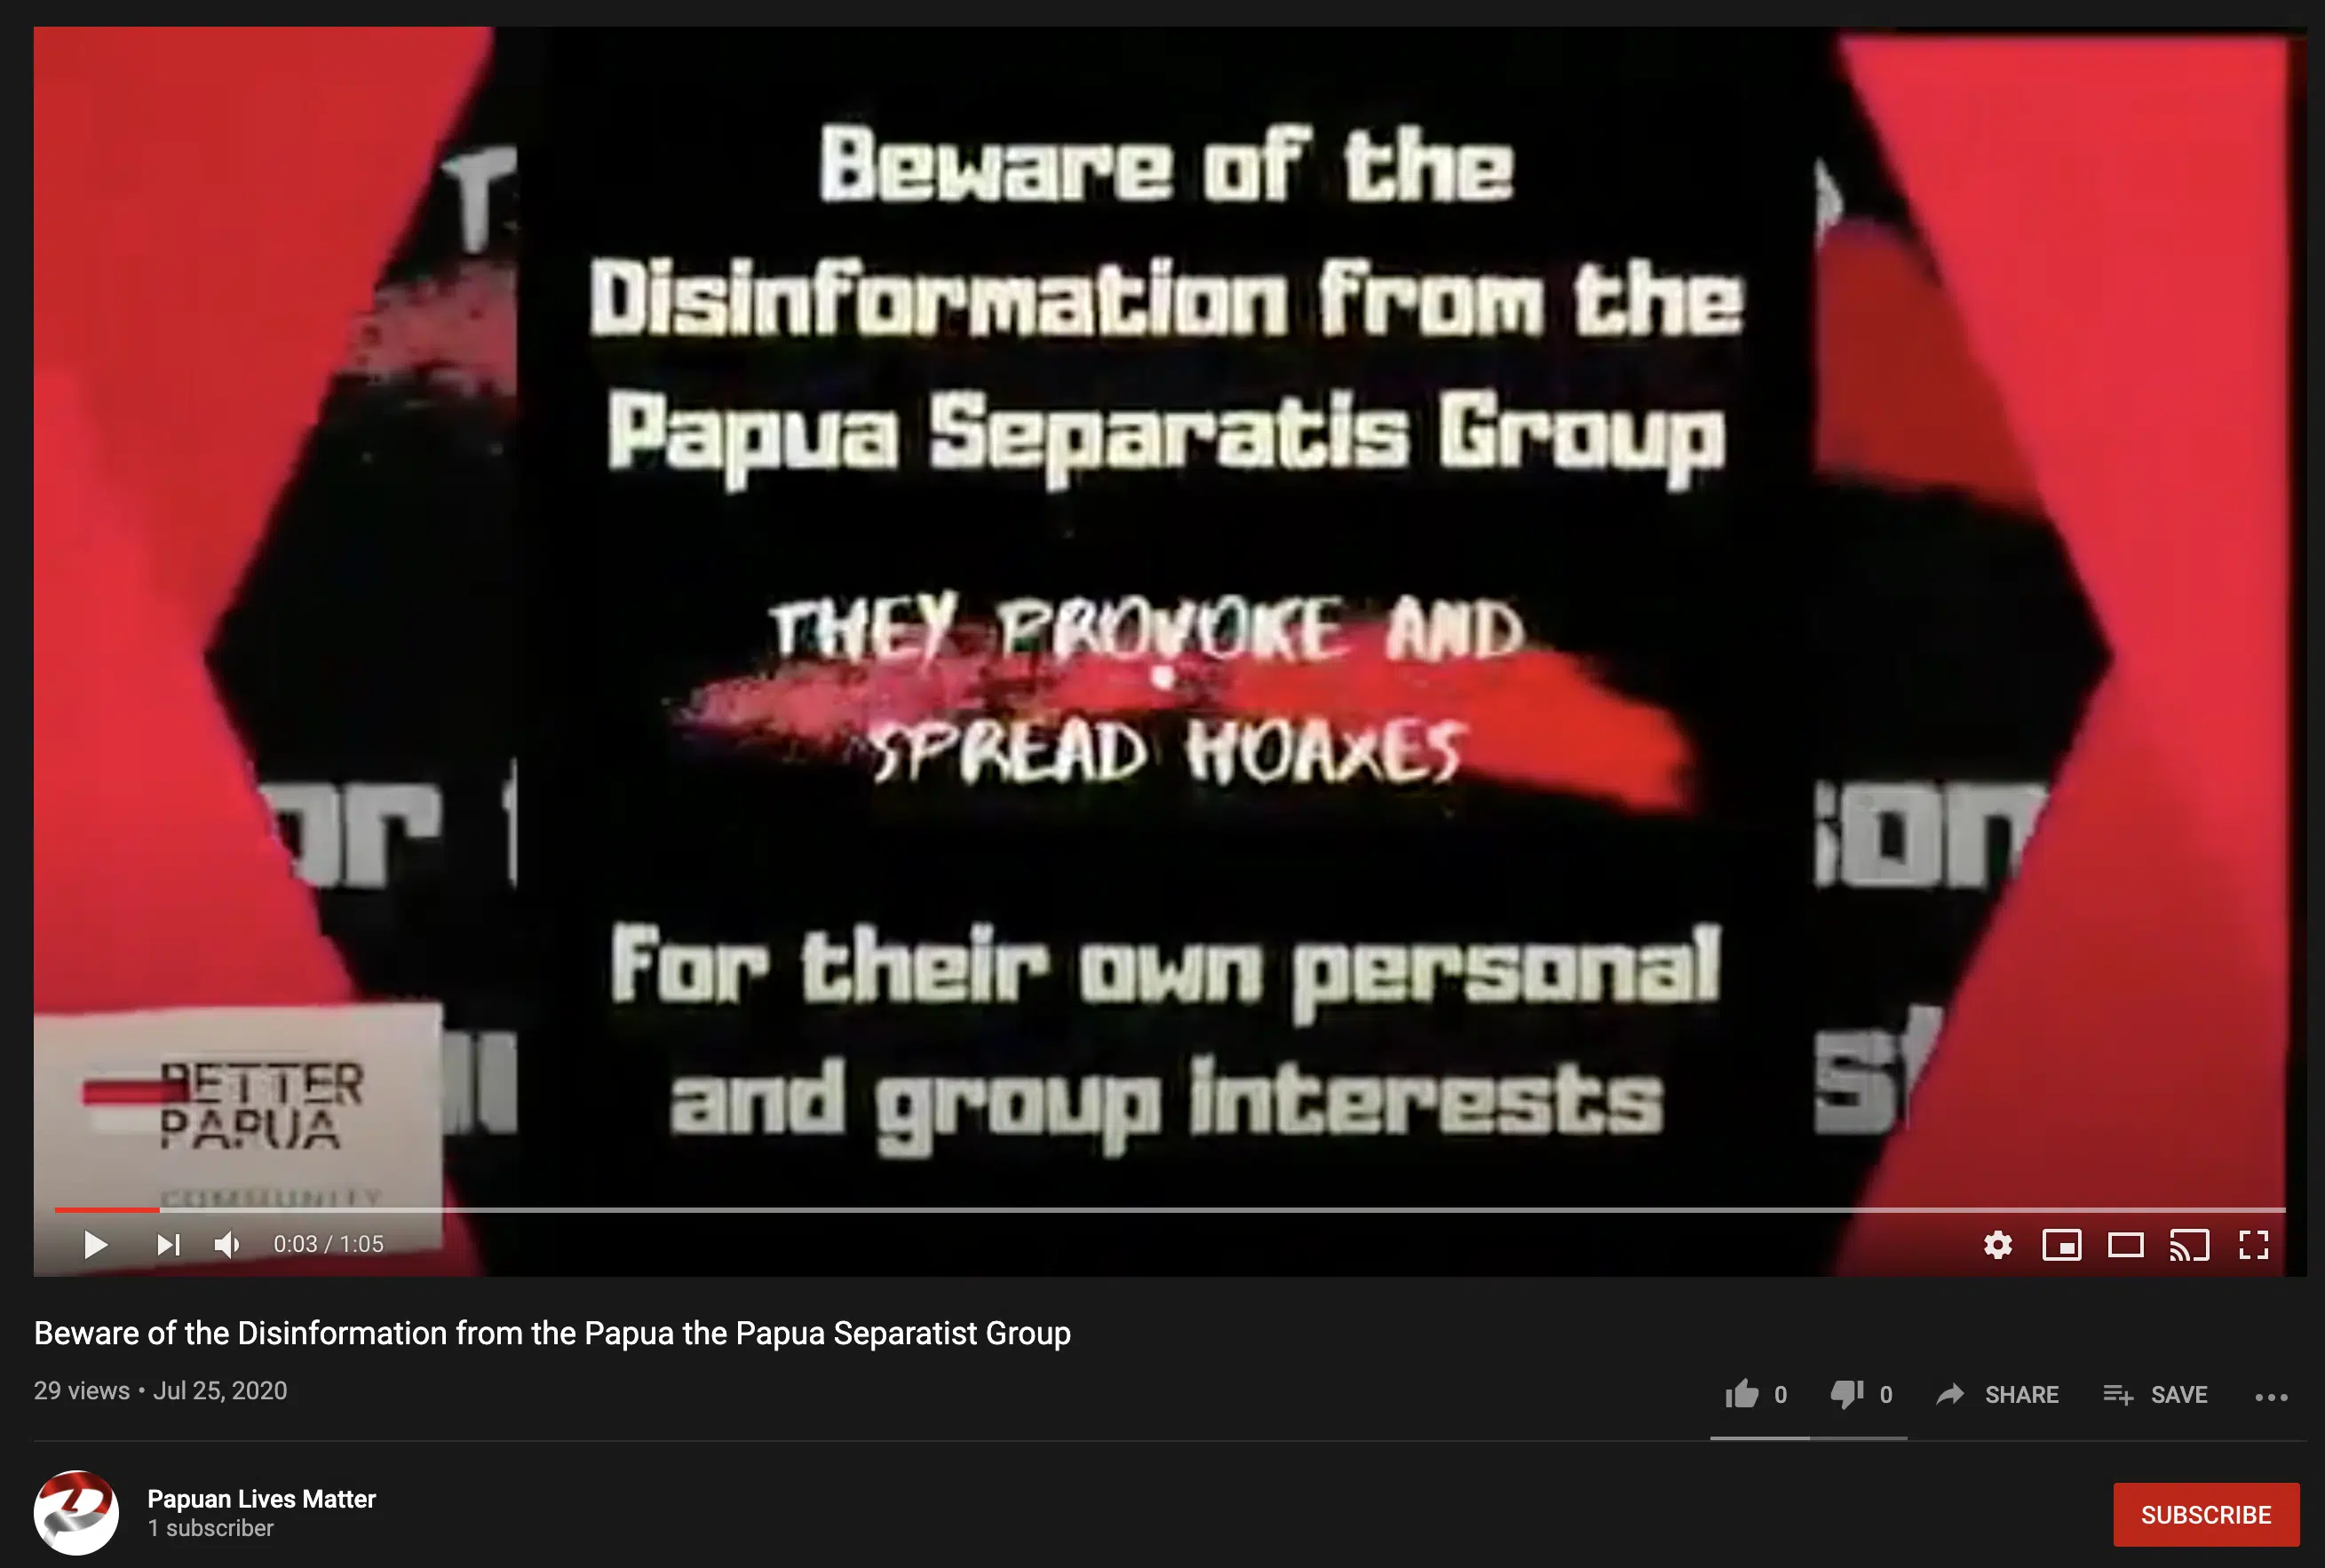 Beware of the
Disinformation from the
Papua Separatis Group
THEY PROVOKE AND
SPREAD HOAXES
For their own personal
and group interests
BETTER
PAPUA
COMMUNITY
0:03 / 1:05
Beware of the Disinformation from the Papua the Papua Separatist Group
29 views • Jul 25, 2020
0
0
SHARE
SAVE
Papuan Lives Matter
1 subscriber
SUBSCRIBE